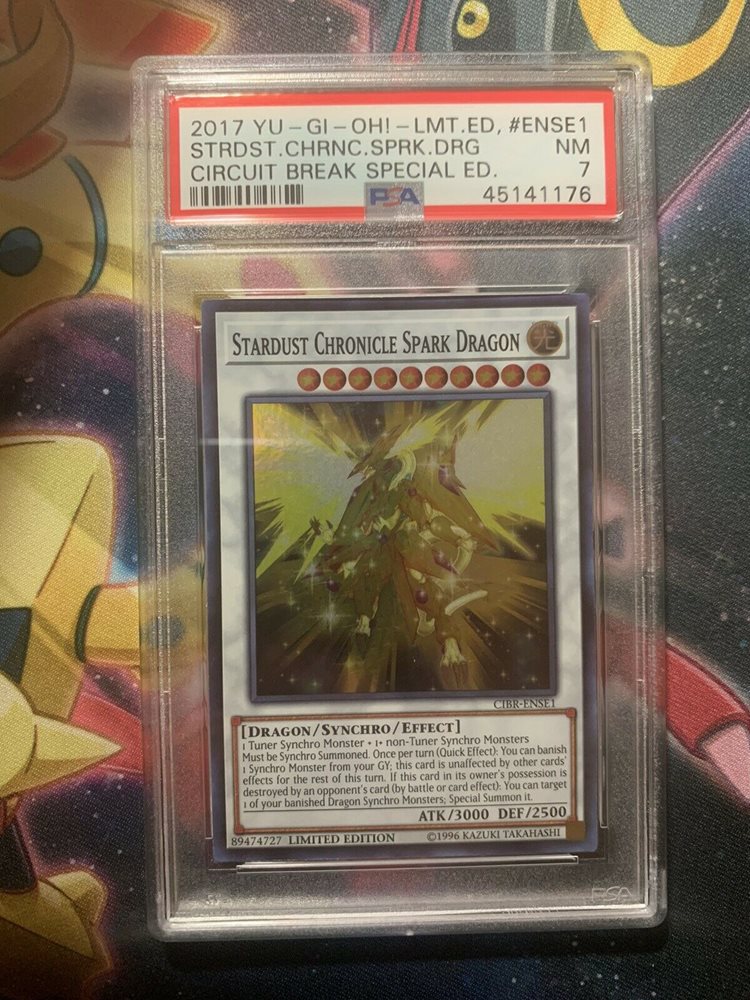 2017 YU-GI-OH!-LMT.ED, #ENSE1
STRDST.CHRNC.SPRK.DRG NM
CIRCUIT BREAK SPECIAL ED. 7
PSA 45141176
STARDUST CHRONICLE SPARK DRAGON 光
CIBR-ENSE1
[DRAGON/SYNCHRO/EFFECT]
1 Tuner Synchro Monster + 1+ non-Tuner Synchro Monsters
Must be Synchro Summoned. Once per turn (Quick Effect): You can banish
1 Synchro Monster from your GY; this card is unaffected by other cards'
effects for the rest of this turn. If this card in its owner's possession is
destroyed by an opponent's card (by battle or card effect): You can target
1 of your banished Dragon Synchro Monsters; Special Summon it.
ATK/3000 DEF/2500
89474727 LIMITED EDITION ©1996 KAZUKI TAKAHASHI
PSA